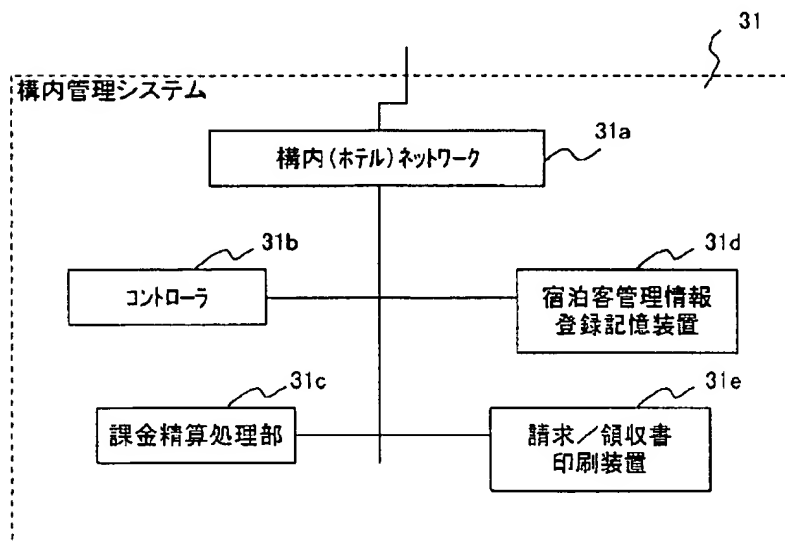 31
構内管理システム
31a
構内(ホテル)ネットワーク
31b
コントローラ
31d
宿泊客管理情報
登録記憶装置
31c
課金精算処理部
31e
請求/領収書
印刷装置